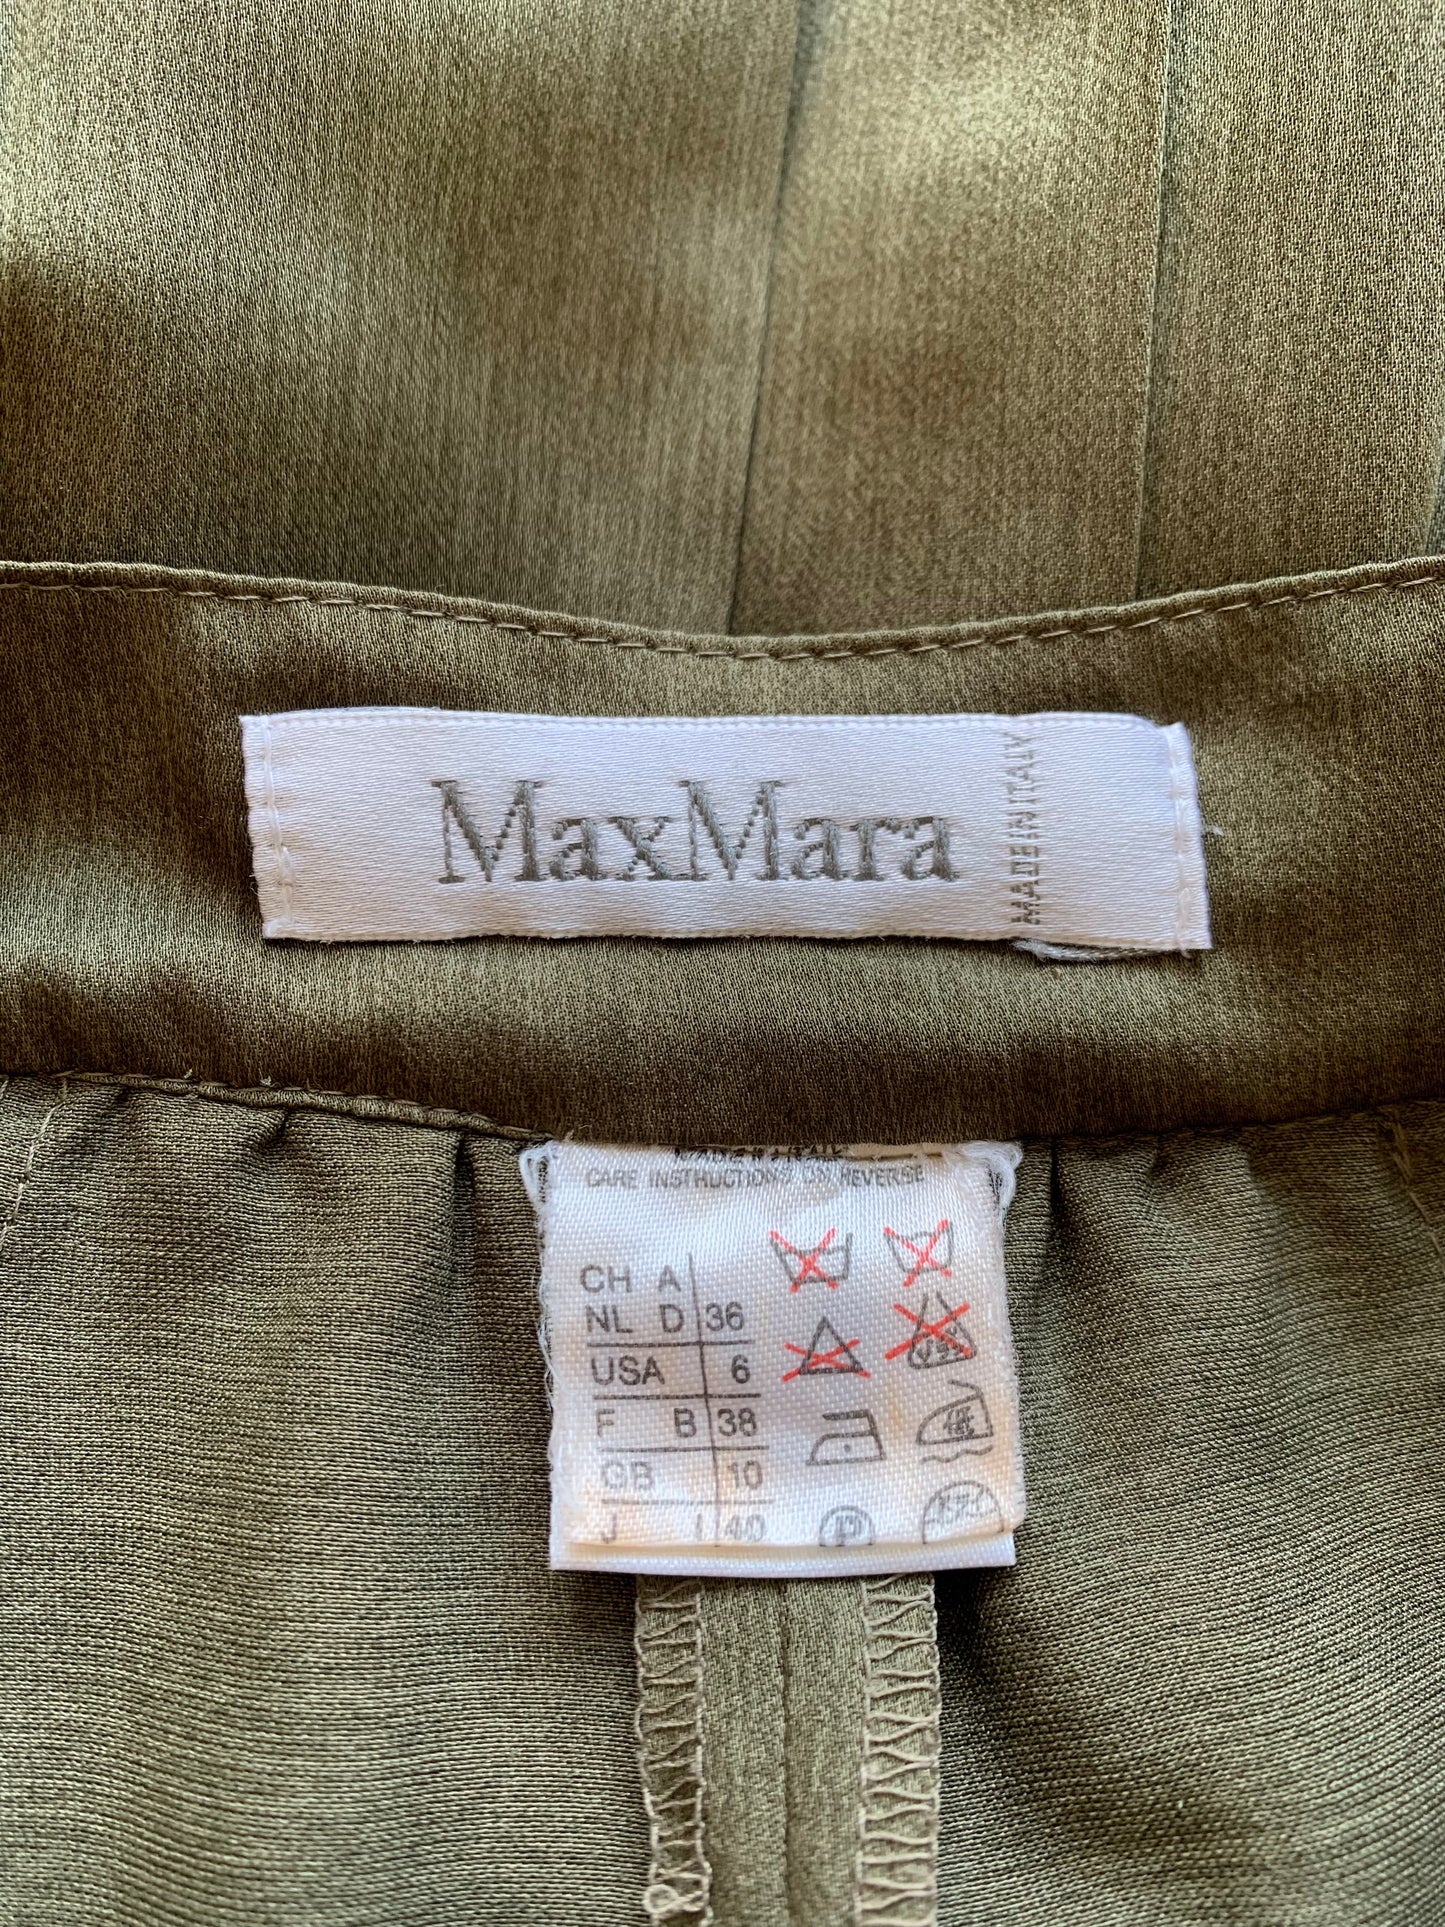 MaxMara
MADE IN ITALY
CARE INSTRUCTIONS ON REVERSE
CH A
NL D 36
USA 6
F B 38
GB 10
J I 40
P